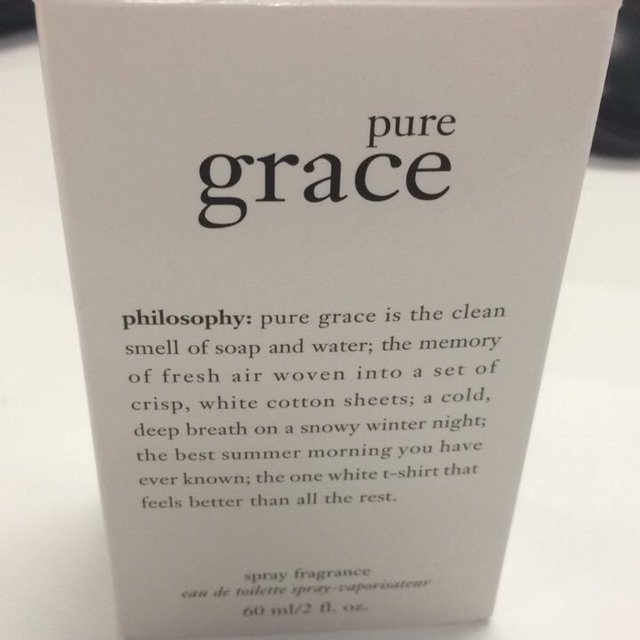 pure
grace
philosophy: pure grace is the clean
smell of soap and water; the memory
of fresh air woven into a set of
crisp, white cotton sheets; a cold,
deep breath on a snowy winter night;
the best summer morning you have
ever known; the one white t-shirt that
feels better than all the rest.
spray fragrance
eau de toilette spray-vaporisateur
60 ml/2 fl. oz.